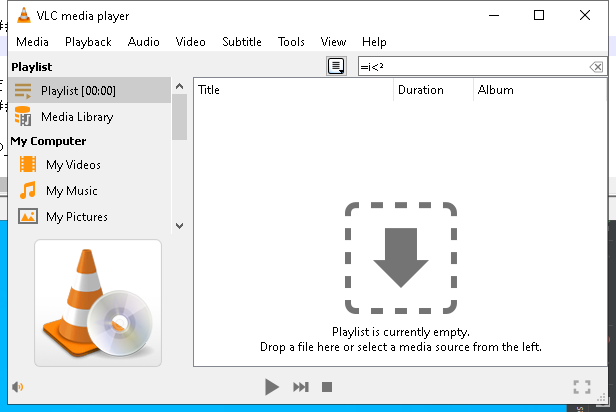 VLC media player
Media Playback Audio Video Subtitle Tools View Help
Playlist
=i<²
Playlist [00:00]
Media Library
My Computer
My Videos
My Music
My Pictures
Title Duration Album
Playlist is currently empty.
Drop a file here or select a media source from the left.